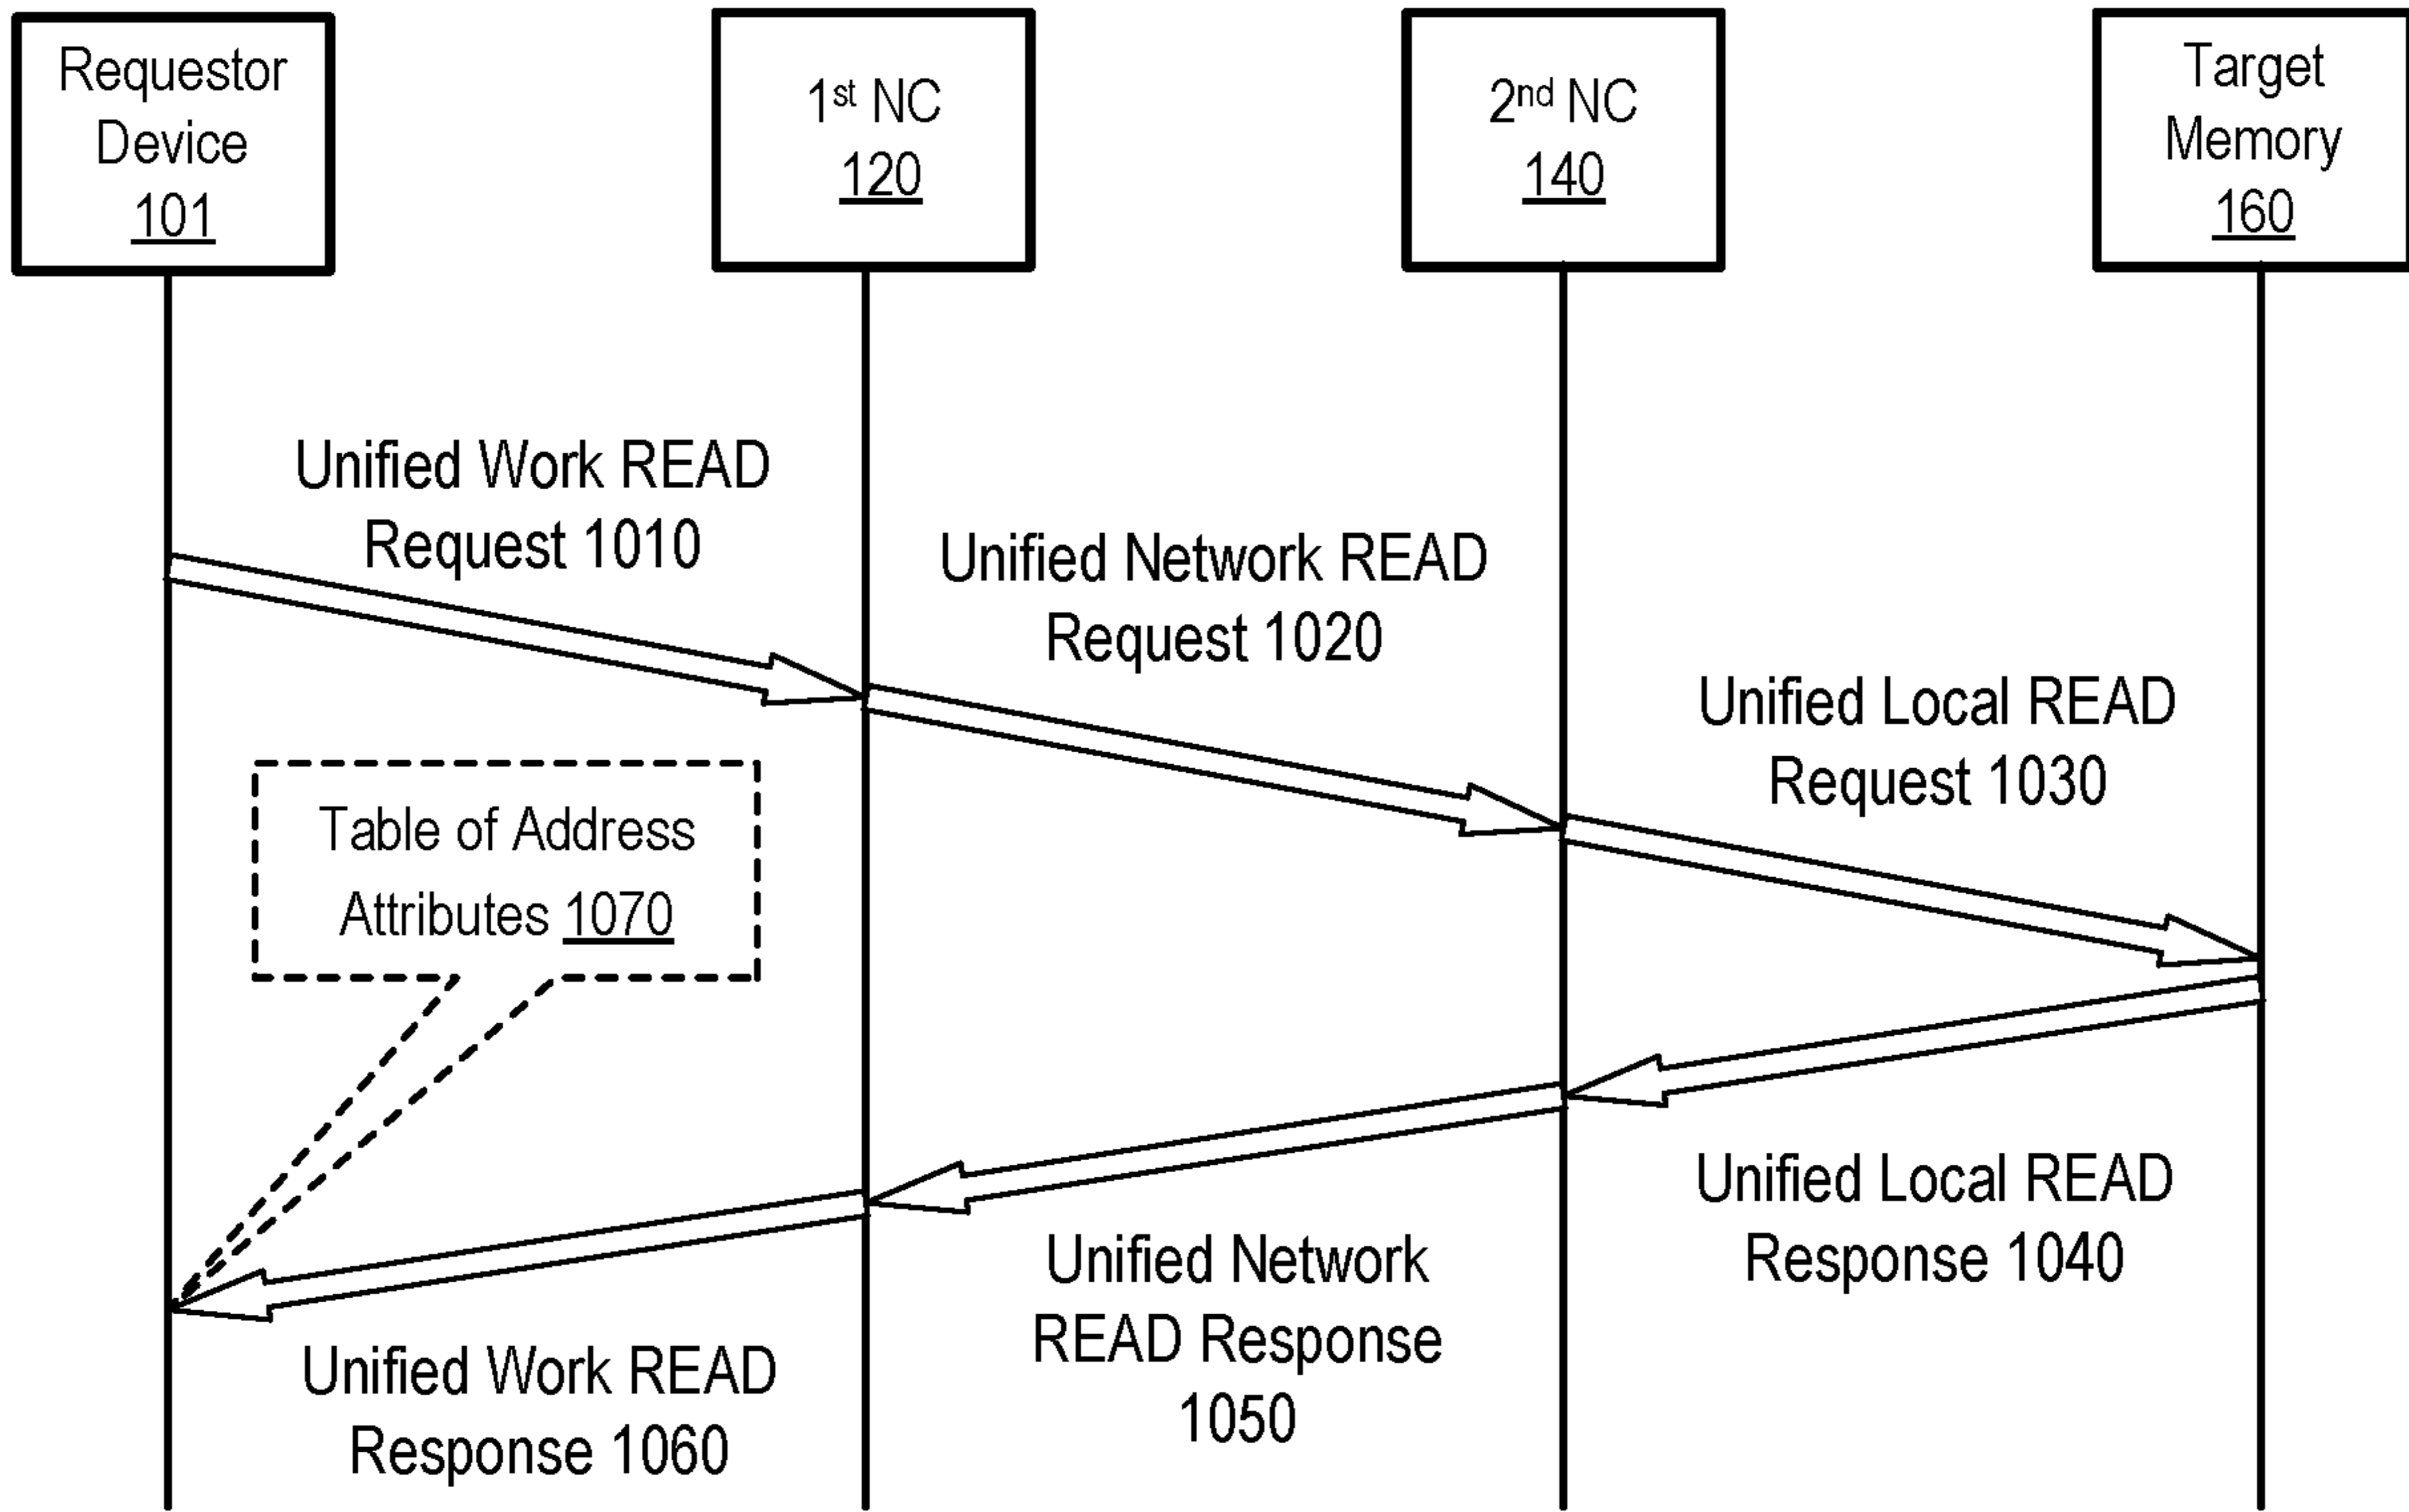 Requestor
Device
101
1st NC
120
2nd NC
140
Target
Memory
160
Unified Work READ
Request 1010
Unified Network READ
Request 1020
Unified Local READ
Request 1030
Table of Address
Attributes 1070
Unified Local READ
Response 1040
Unified Network
READ Response
1050
Unified Work READ
Response 1060